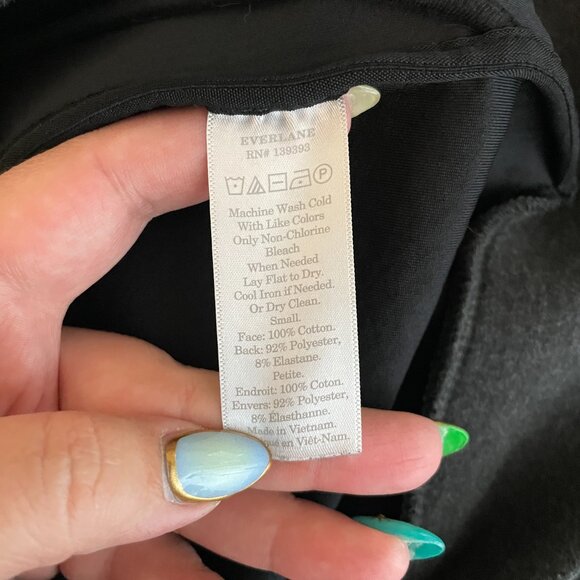 EVERLANE
RN# 139393
P
Machine Wash Cold
With Like Colors
Only Non-Chlorine
Bleach
When Needed
Lay Flat to Dry.
Cool Iron if Needed.
Or Dry Clean.
Small.
Face: 100% Cotton.
Back: 92% Polyester,
8% Elastane.
Petite.
Endroit: 100% Coton.
Envers: 92% Polyester,
8% Élasthanne.
Made in Vietnam.
en Viêt-Nam.